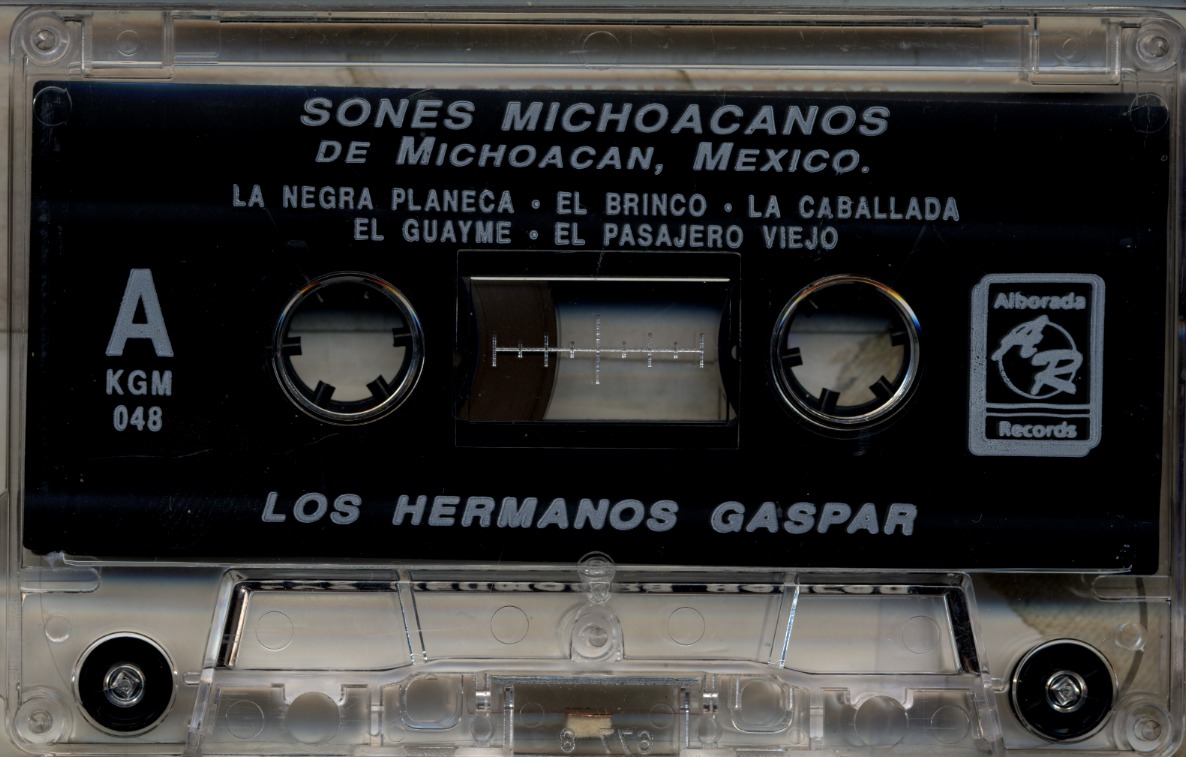 SONES MICHOACANOS
DE MICHOACAN, MEXICO.
LA NEGRA PLANECA • EL BRINCO • LA CABALLADA
EL GUAYME • EL PASAJERO VIEJO
A
KGM
048
Alborada
AR
Records
LOS HERMANOS GASPAR